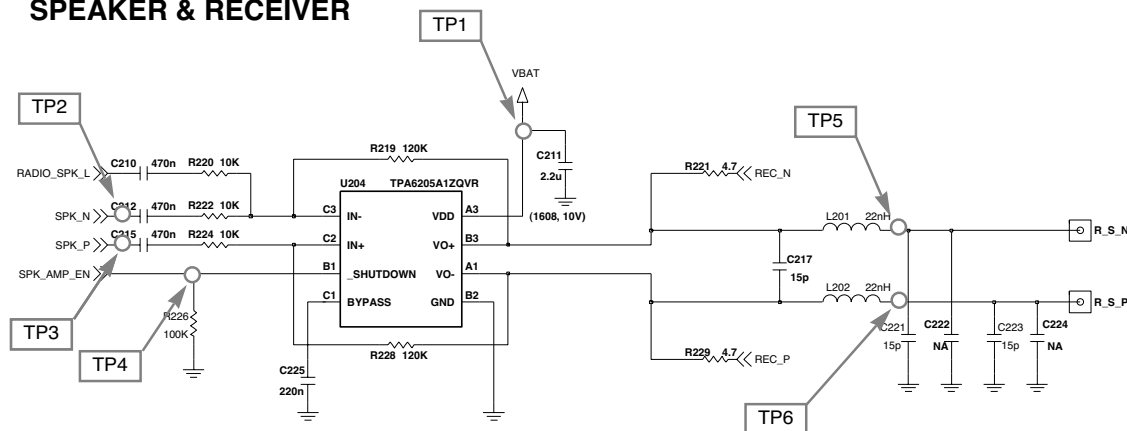 SPEAKER & RECEIVER
TP1
VBAT
TP2
TP5
C210 470n R220 10K
R219 120K
C211
2.2u
(1608, 10V)
R221 4.7
REC_N
RADIO_SPK_L
U204 TPA6205A1ZQVR
C212 470n R222 10K
SPK_N
C3 IN- VDD A3
L201 22nH
R_S_N
C215 470n R224 10K
SPK_P
C2 IN+ VO+ B3
C217
15p
SPK_AMP_EN
B1 _SHUTDOWN VO- A1
L202 22nH
C1 BYPASS GND B2
R_S_P
R226
100K
TP3
TP4
R228 120K
R229 4.7
REC_P
C221
15p
C222
NA
C223
15p
C224
NA
C225
220n
TP6